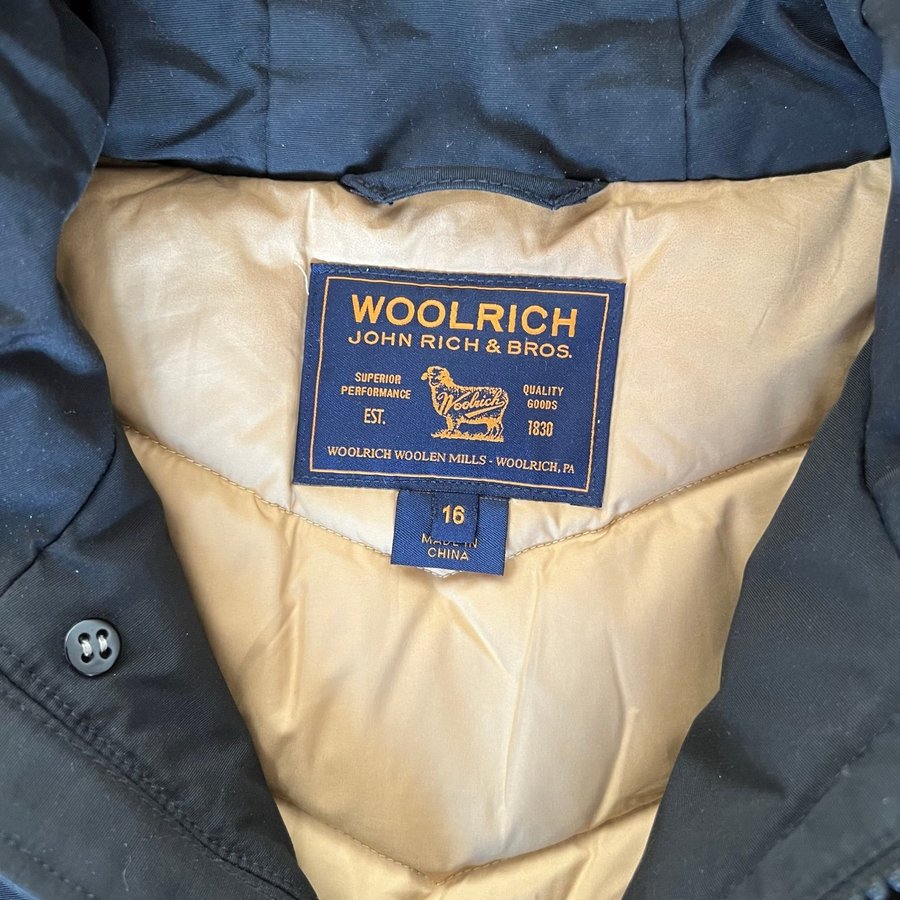 WOOLRICH
JOHN RICH & BROS.
SUPERIOR
PERFORMANCE
EST.
Woolrich
QUALITY
GOODS
1830
WOOLRICH WOOLEN MILLS - WOOLRICH, PA
16
MADE IN
CHINA